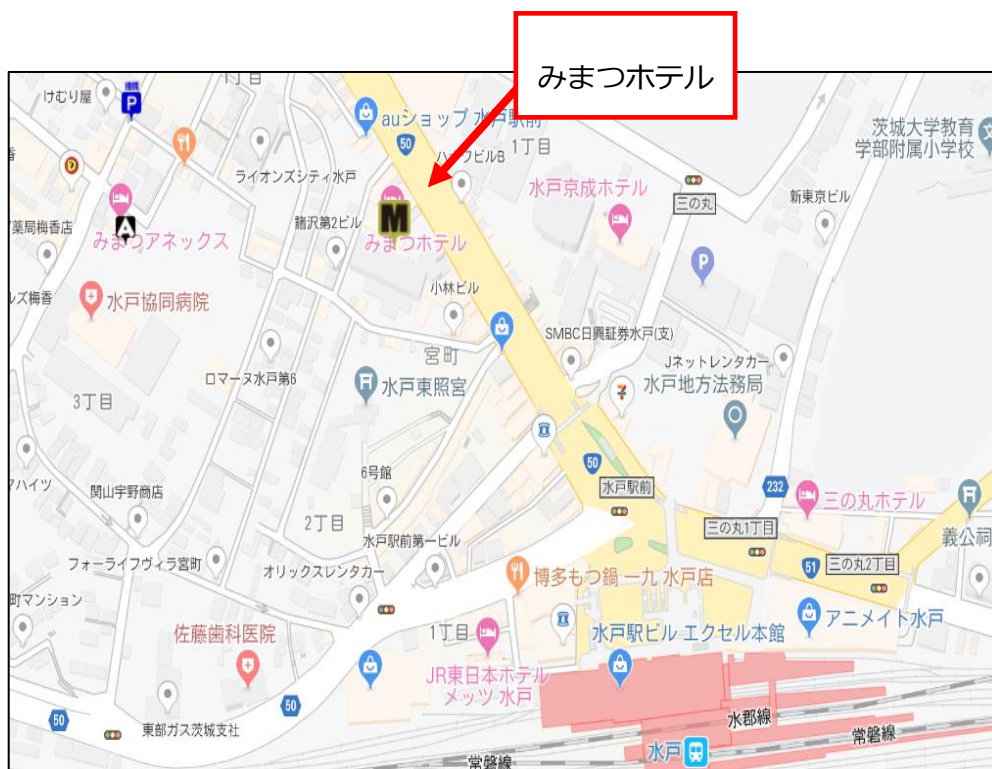 みまつホテル
1丁目
けむり屋
提携
P
auショップ 水戸駅前
50
1丁目
ハナワビルB
茨城大学教育
学部附属小学校
ライオンズシティ水戸
水戸京成ホテル
三の丸
新東京ビル
薬局梅香店
A
みまつアネックス
諸沢第2ビル
M
みまつホテル
P
ルズ梅香
水戸協同病院
小林ビル
SMBC日興証券水戸(支)
宮町
Jネットレンタカー
ロマーヌ水戸第6
水戸東照宮
水戸地方法務局
3丁目
7
マハイツ
関山宇野商店
6号館
50
水戸駅前
232
三の丸ホテル
2丁目
三の丸1丁目
義公祠
フォーライフヴィラ宮町
オリックスレンタカー
水戸駅前第一ビル
博多もつ鍋 一九 水戸店
51
三の丸2丁目
町マンション
佐藤歯科医院
1丁目
水戸駅ビル エクセル本館
アニメイト水戸
JR東日本ホテル
メッツ 水戸
50
50
東部ガス茨城支社
水郡線
常磐線
常磐線
水戸